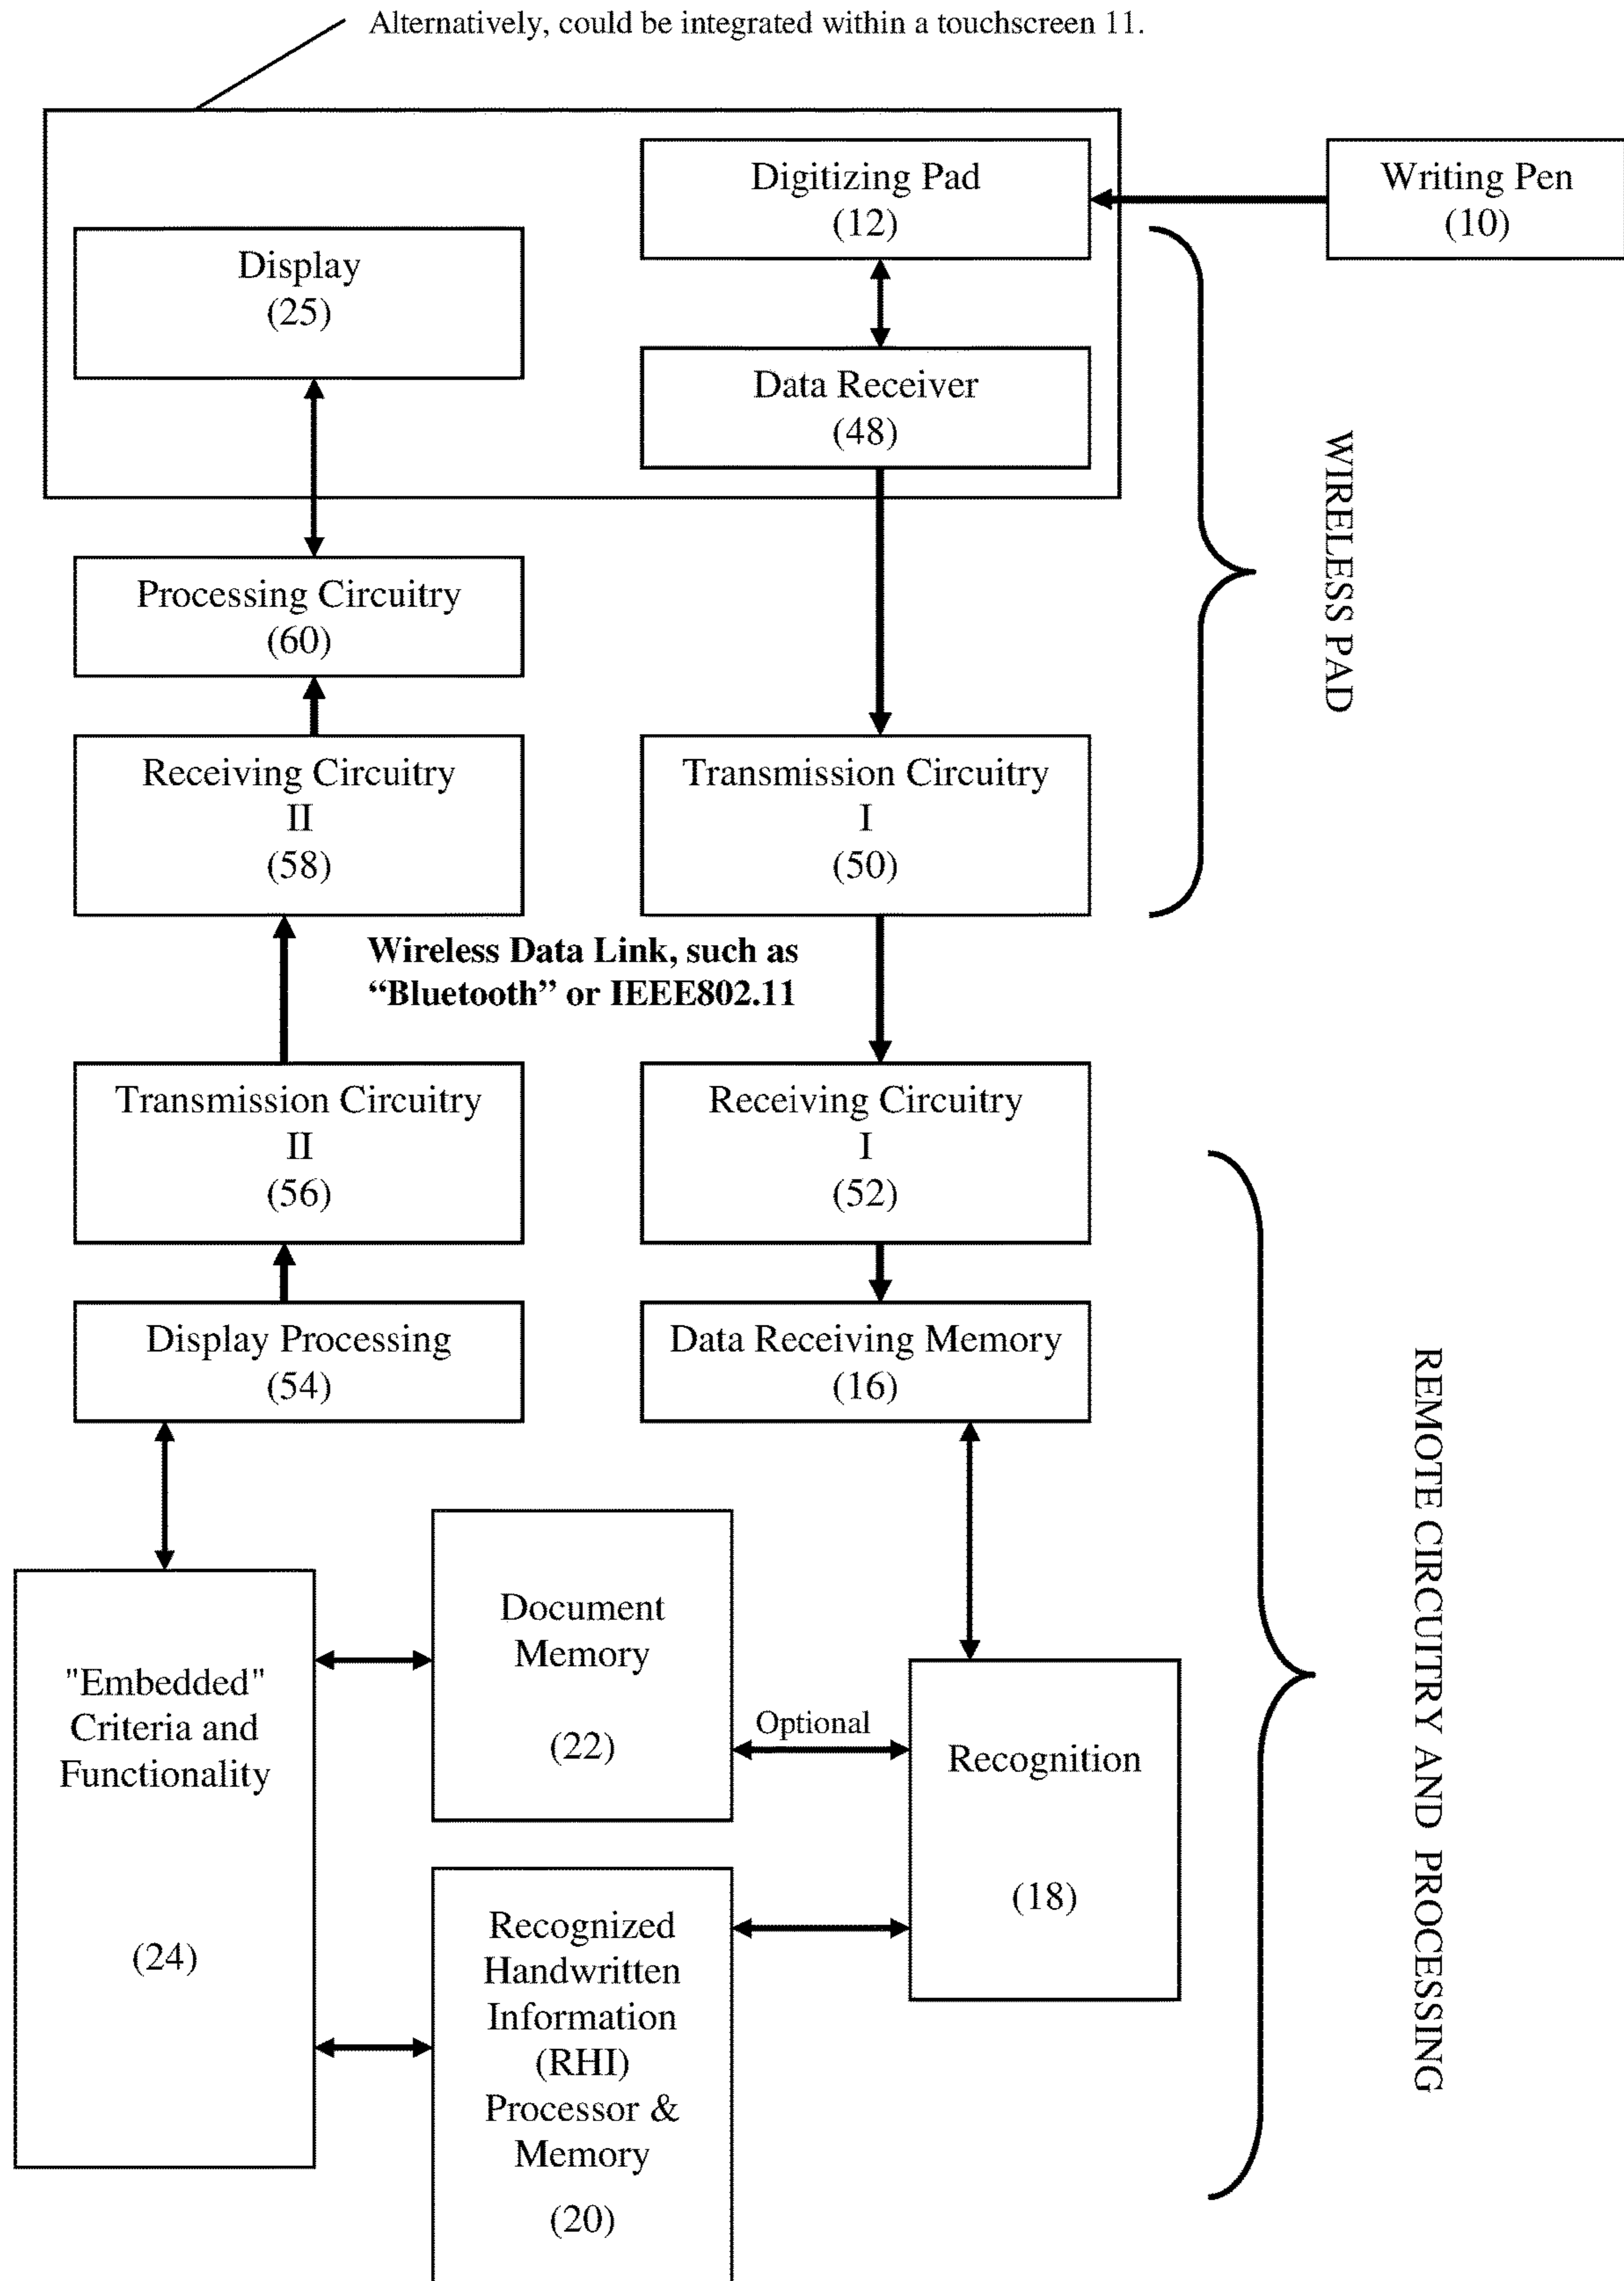 Alternatively, could be integrated within a touchscreen 11.
Digitizing Pad
(12)
Writing Pen
(10)
Display
(25)
Data Receiver
(48)
WIRELESS PAD
Processing Circuitry
(60)
Receiving Circuitry
II
(58)
Transmission Circuitry
I
(50)
Wireless Data Link, such as
“Bluetooth” or IEEE802.11
Transmission Circuitry
II
(56)
Receiving Circuitry
I
(52)
Display Processing
(54)
Data Receiving Memory
(16)
REMOTE CIRCUITRY AND PROCESSING
"Embedded"
Criteria and
Functionality
(24)
Document
Memory
(22)
Optional
Recognition
(18)
Recognized
Handwritten
Information
(RHI)
Processor &
Memory
(20)